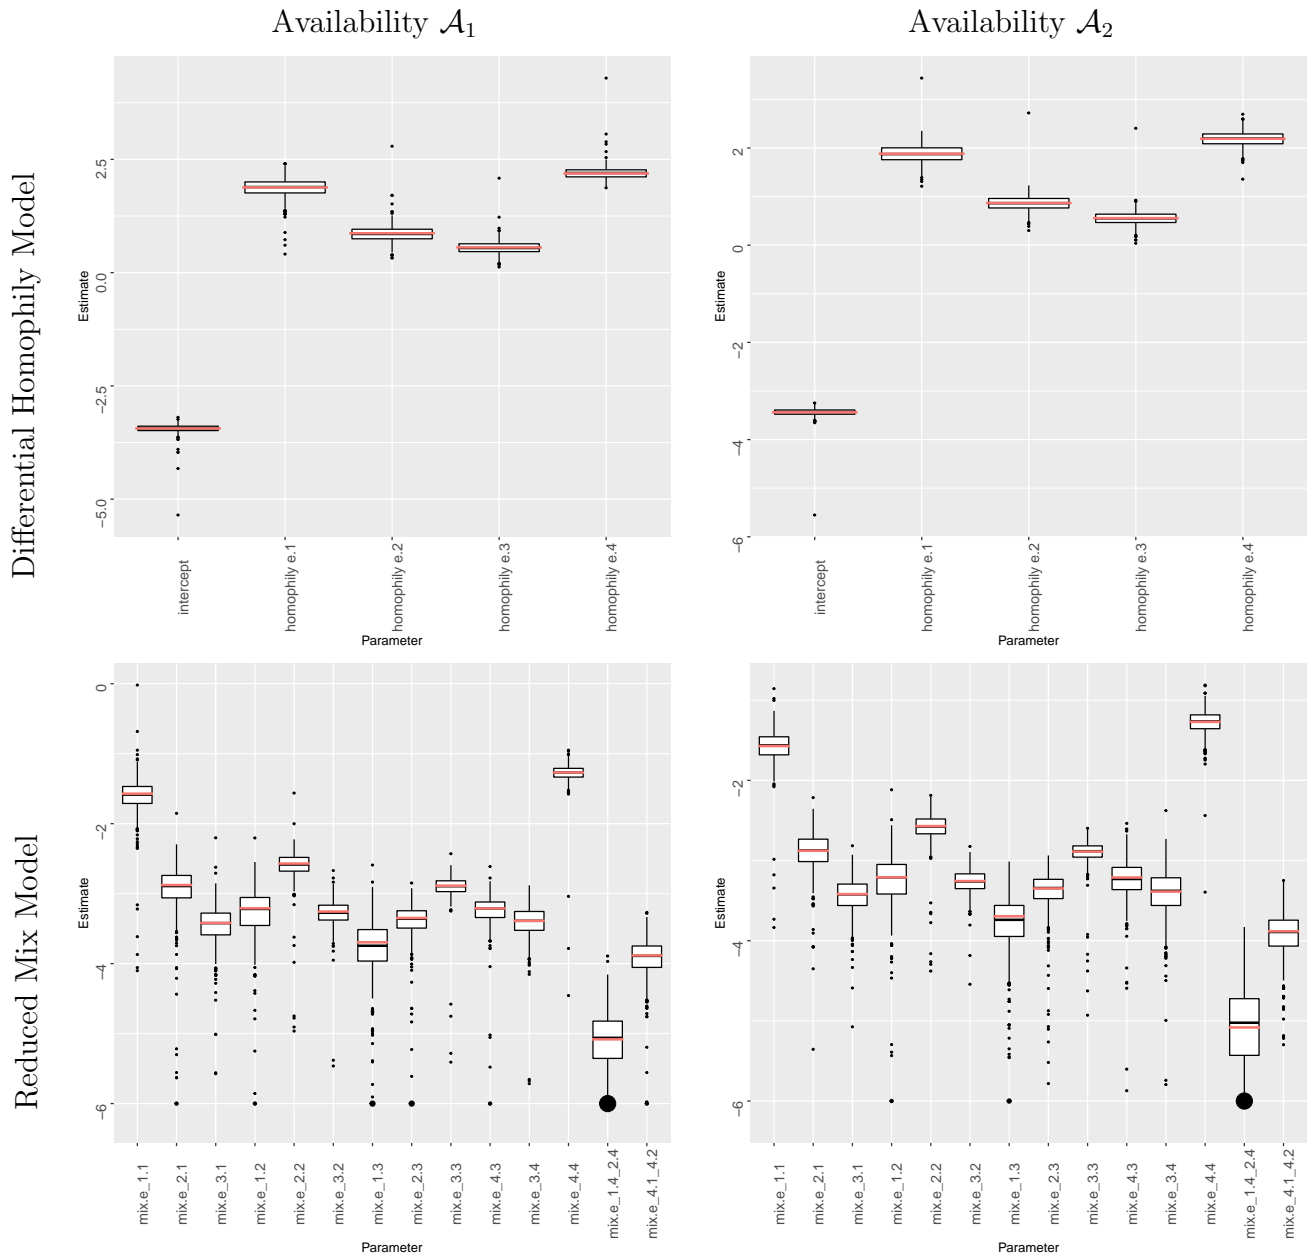 Availability 𝒜₁
Availability 𝒜₂
Differential Homophily Model
Estimate
2.5
0.0
−2.5
−5.0
intercept
homophily e.1
homophily e.2
homophily e.3
homophily e.4
Parameter
Estimate
2
0
−2
−4
−6
intercept
homophily e.1
homophily e.2
homophily e.3
homophily e.4
Parameter
Reduced Mix Model
Estimate
0
−2
−4
−6
mix.e_1.1
mix.e_2.1
mix.e_3.1
mix.e_1.2
mix.e_2.2
mix.e_3.2
mix.e_1.3
mix.e_2.3
mix.e_3.3
mix.e_4.3
mix.e_3.4
mix.e_4.4
mix.e_1.4_2.4
mix.e_4.1_4.2
Parameter
Estimate
−2
−4
−6
mix.e_1.1
mix.e_2.1
mix.e_3.1
mix.e_1.2
mix.e_2.2
mix.e_3.2
mix.e_1.3
mix.e_2.3
mix.e_3.3
mix.e_4.3
mix.e_3.4
mix.e_4.4
mix.e_1.4_2.4
mix.e_4.1_4.2
Parameter